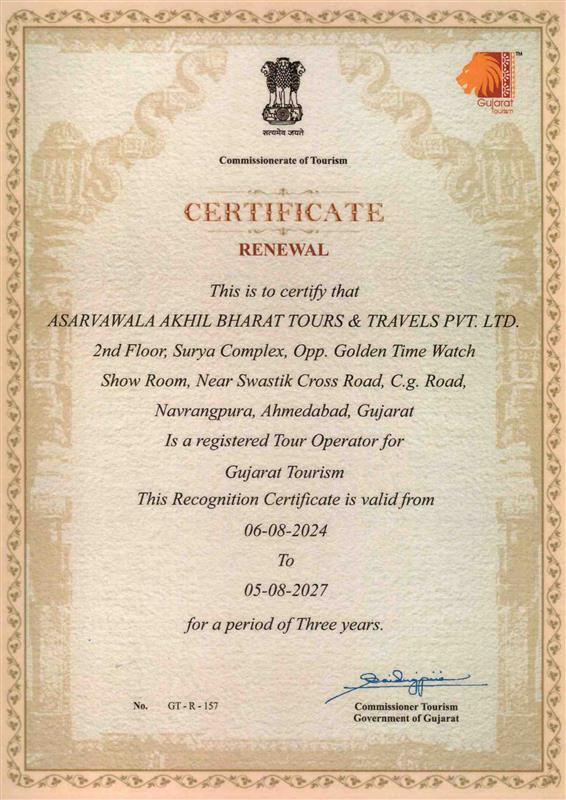 सत्यमेव जयते
TM
Gujarat
Tourism
Commissionerate of Tourism
CERTIFICATE
RENEWAL
This is to certify that
ASARVAWALA AKHIL BHARAT TOURS & TRAVELS PVT. LTD.
2nd Floor, Surya Complex, Opp. Golden Time Watch
Show Room, Near Swastik Cross Road, C.g. Road,
Navrangpura, Ahmedabad, Gujarat
Is a registered Tour Operator for
Gujarat Tourism
This Recognition Certificate is valid from
06-08-2024
To
05-08-2027
for a period of Three years.
No. GT - R - 157
Commissioner Tourism
Government of Gujarat